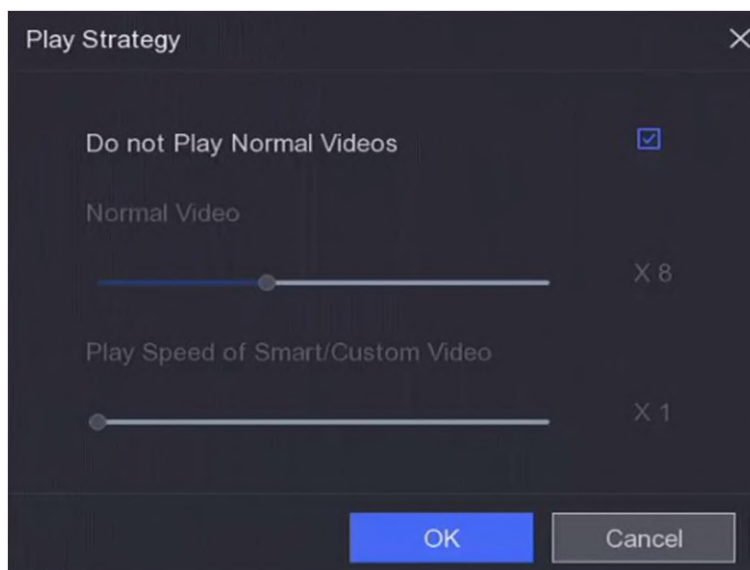 Play Strategy
Do not Play Normal Videos
Normal Video
X 8
Play Speed of Smart/Custom Video
X 1
OK
Cancel